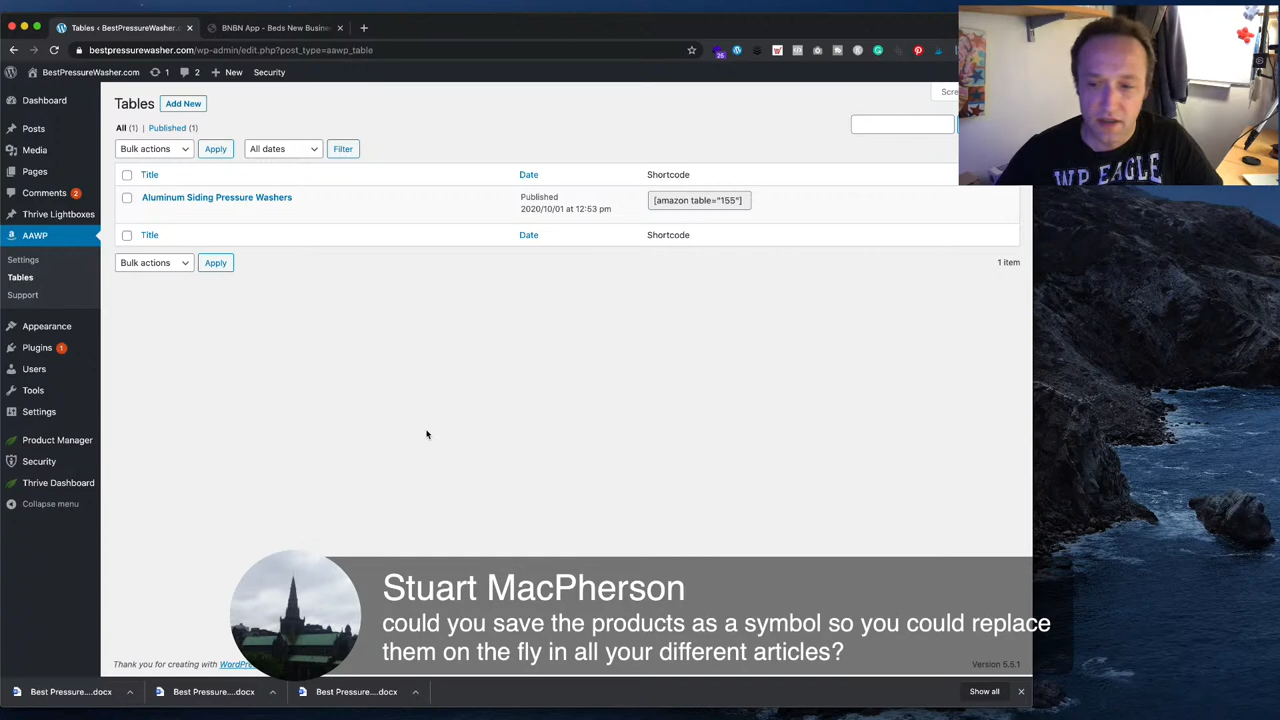 Tables ‹ BestPressureWasher.com
BNBN App - Beds New Busine
bestpressurewasher.com/wp-admin/edit.php?post_type=aawp_table
26
BestPressureWasher.com 1 2 New Security
Dashboard
Posts
Media
Pages
Comments 2
Thrive Lightboxes
AAWP
Settings
Tables
Support
Appearance
Plugins 1
Users
Tools
Settings
Product Manager
Security
Thrive Dashboard
Collapse menu
Tables Add New
Scre
All (1) | Published (1)
Bulk actions Apply All dates Filter
Title Date Shortcode
Aluminum Siding Pressure Washers Published [amazon table="155"]
2020/10/01 at 12:53 pm
Title Date Shortcode
Bulk actions Apply 1 item
WP EAGLE
Stuart MacPherson
could you save the products as a symbol so you could replace
them on the fly in all your different articles?
Thank you for creating with WordPr
Version 5.5.1
Best Pressure....docx
Best Pressure....docx
Best Pressure....docx
Show all